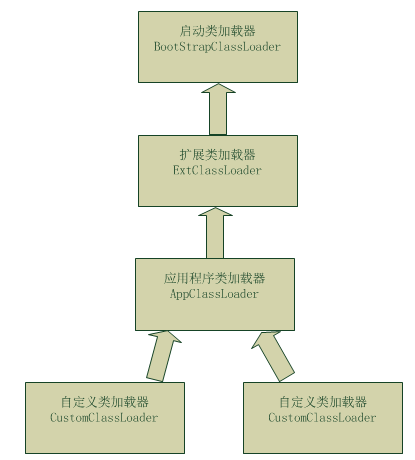 启动类加载器
BootStrapClassLoader
扩展类加载器
ExtClassLoader
应用程序类加载器
AppClassLoader
自定义类加载器
CustomClassLoader
自定义类加载器
CustomClassLoader